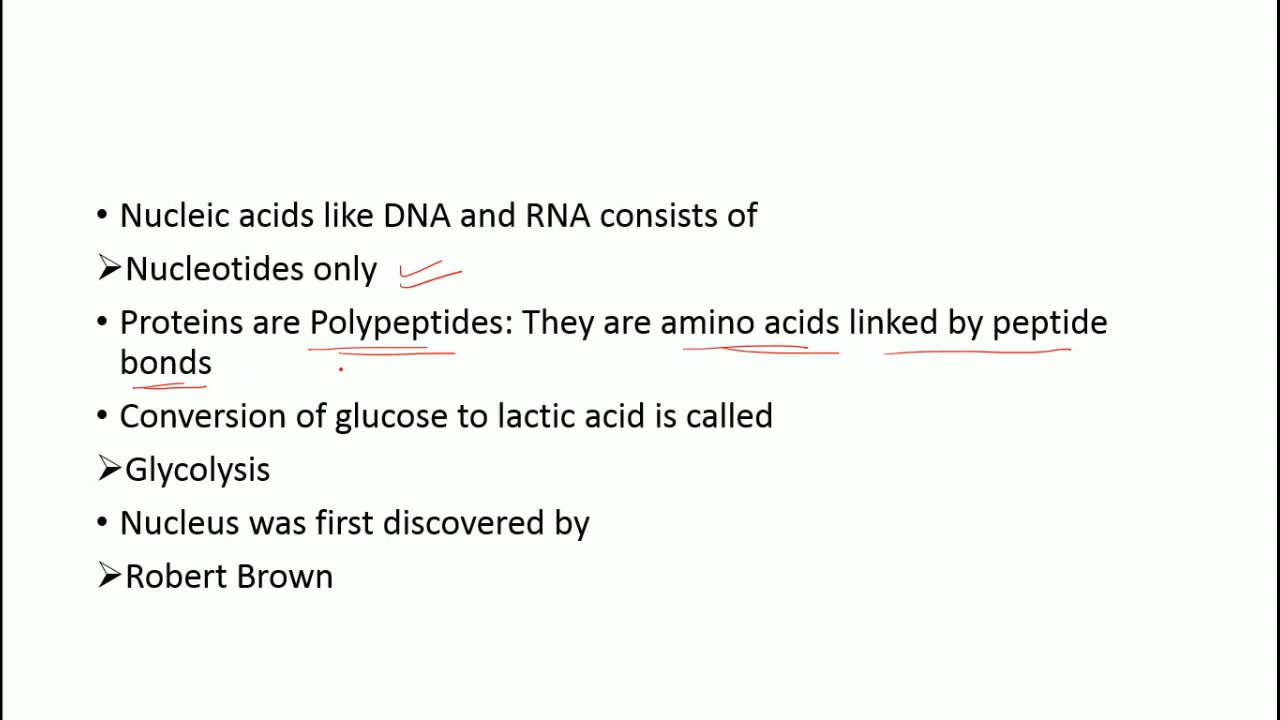 • Nucleic acids like DNA and RNA consists of
➢Nucleotides only
• Proteins are Polypeptides: They are amino acids linked by peptide
bonds
• Conversion of glucose to lactic acid is called
➢Glycolysis
• Nucleus was first discovered by
➢Robert Brown